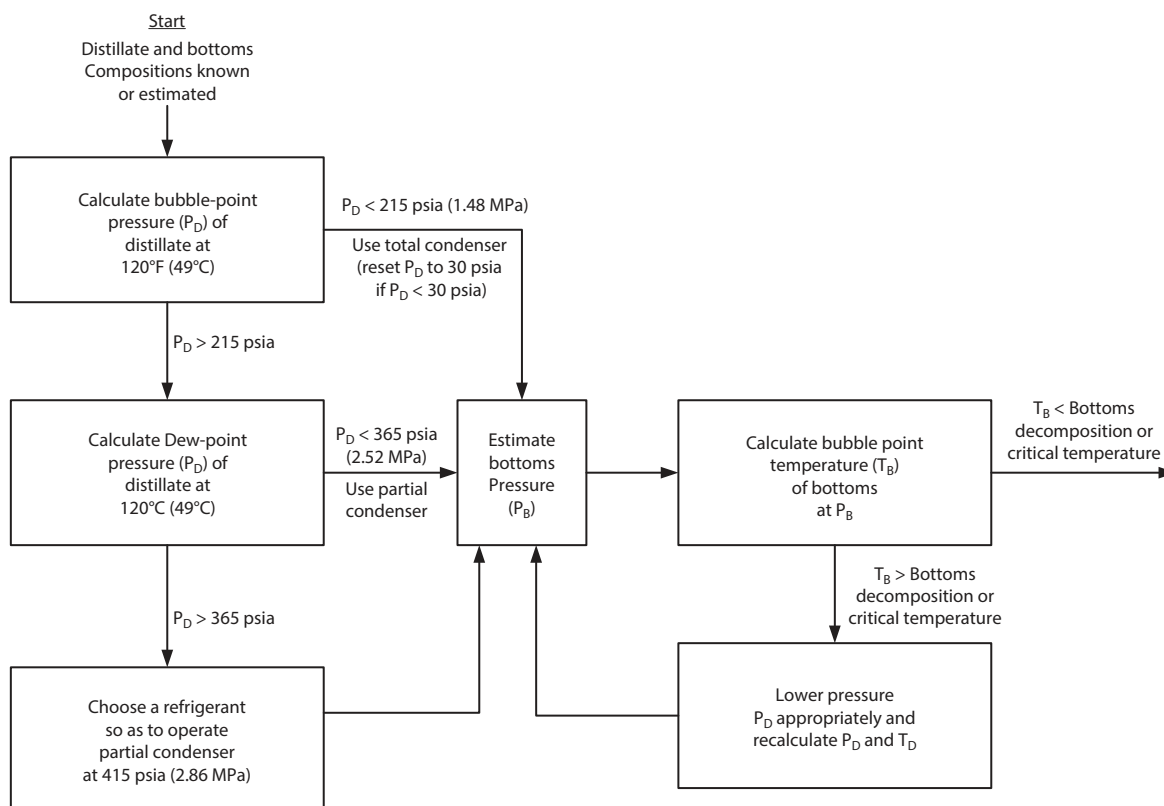 Start
Distillate and bottoms
Compositions known
or estimated
Calculate bubble-point
pressure (P_D) of
distillate at
120°F (49°C)
P_D < 215 psia (1.48 MPa)
Use total condenser
(reset P_D to 30 psia
if P_D < 30 psia)
P_D > 215 psia
Calculate Dew-point
pressure (P_D) of
distillate at
120°C (49°C)
P_D < 365 psia
(2.52 MPa)
Use partial
condenser
Estimate
bottoms
Pressure
(P_B)
Calculate bubble point
temperature (T_B)
of bottoms
at P_B
T_B < Bottoms
decomposition or
critical temperature
T_B > Bottoms
decomposition or
critical temperature
P_D > 365 psia
Choose a refrigerant
so as to operate
partial condenser
at 415 psia (2.86 MPa)
Lower pressure
P_D appropriately and
recalculate P_D and T_D